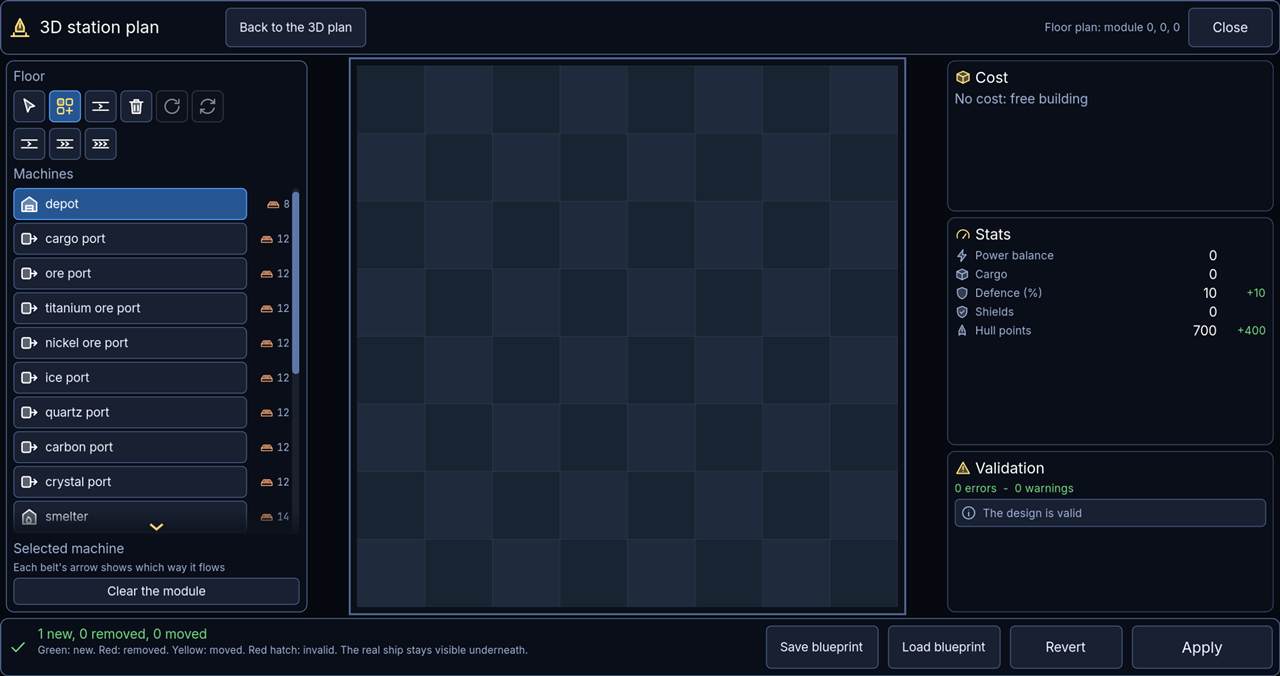 3D station plan
Back to the 3D plan
Floor plan: module 0, 0, 0
Close
Floor
Machines
depot 8
cargo port 12
ore port 12
titanium ore port 12
nickel ore port 12
ice port 12
quartz port 12
carbon port 12
crystal port 12
smelter 14
Selected machine
Each belt's arrow shows which way it flows
Clear the module
Cost
No cost: free building
Stats
Power balance 0
Cargo 0
Defence (%) 10 +10
Shields 0
Hull points 700 +400
Validation
0 errors - 0 warnings
The design is valid
1 new, 0 removed, 0 moved
Green: new. Red: removed. Yellow: moved. Red hatch: invalid. The real ship stays visible underneath.
Save blueprint
Load blueprint
Revert
Apply